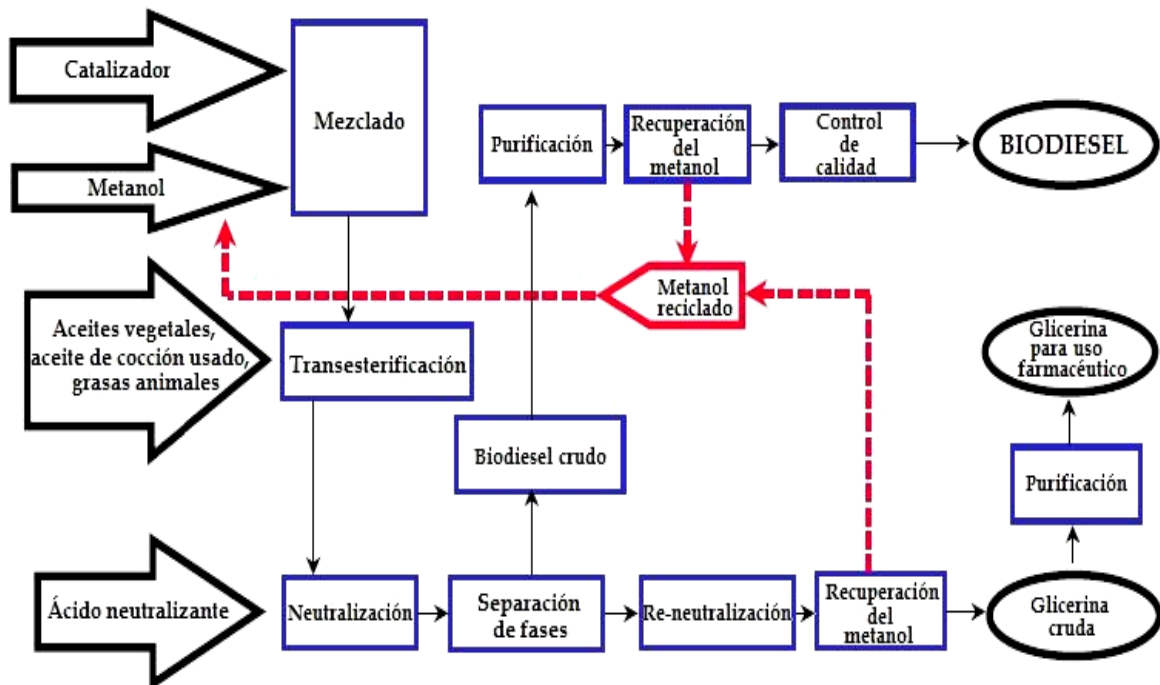 Catalizador
Mezclado
Metanol
Purificación
Recuperación
del
metanol
Control
de
calidad
BIODIESEL
Metanol
reciclado
Aceites vegetales,
aceite de cocción usado,
grasas animales
Transesterificación
Glicerina
para uso
farmacéutico
Biodiesel crudo
Purificación
Ácido neutralizante
Neutralización
Separación
de fases
Re-neutralización
Recuperación
del
metanol
Glicerina
cruda